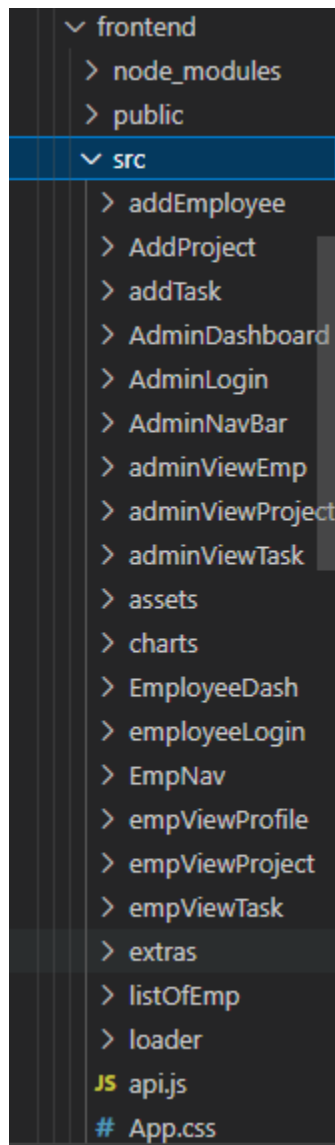 frontend
node_modules
public
src
addEmployee
AddProject
addTask
AdminDashboard
AdminLogin
AdminNavBar
adminViewEmp
adminViewProject
adminViewTask
assets
charts
EmployeeDash
employeeLogin
EmpNav
empViewProfile
empViewProject
empViewTask
extras
listOfEmp
loader
JS api.js
# App.css